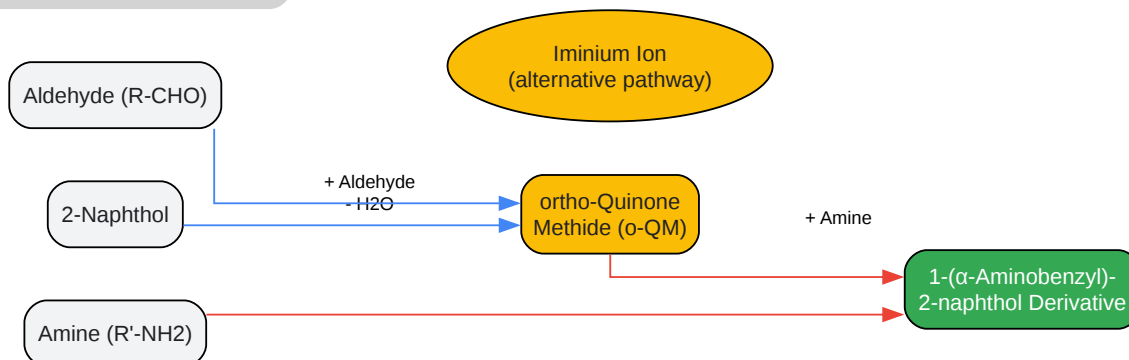 Iminium Ion
(alternative pathway)
Aldehyde (R-CHO)
+ Aldehyde
- H2O
2-Naphthol
ortho-Quinone
Methide (o-QM)
+ Amine
1-(α-Aminobenzyl)-
2-naphthol Derivative
Amine (R'-NH2)